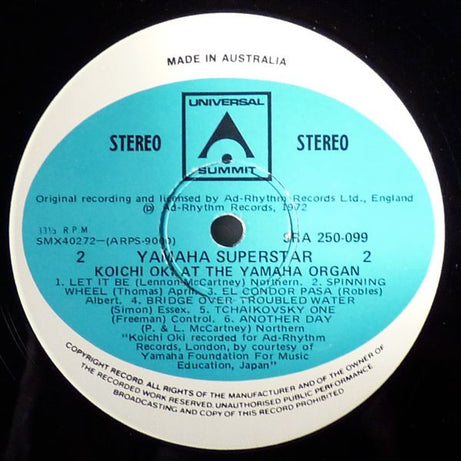 MADE IN AUSTRALIA
UNIVERSAL
SUMMIT
STEREO STEREO
Original recording and licensed by Ad-Rhythm Records Ltd., England
Ⓟ Ad-Rhythm Records, 1972
33⅓ R P M
SMX40272-(ARPS-9000) SRA 250-099
2 YAMAHA SUPERSTAR 2
KOICHI OKI AT THE YAMAHA ORGAN
1. LET IT BE (Lennon-McCartney) Northern. 2. SPINNING
WHEEL (Thomas) April. 3. EL CONDOR PASA (Robles)
Albert. 4. BRIDGE OVER TROUBLED WATER
(Simon) Essex. 5. TCHAIKOVSKY ONE
(Freeman) Control. 6. ANOTHER DAY
(P. & L. McCartney) Northern
"Koichi Oki recorded for Ad-Rhythm
Records, London, by courtesy of
Yamaha Foundation For Music
Education, Japan"
COPYRIGHT RECORD. ALL RIGHTS OF THE MANUFACTURER AND OF THE OWNER OF
THE RECORDED WORK RESERVED. UNAUTHORISED PUBLIC PERFORMANCE
BROADCASTING AND COPY OF THIS RECORD PROHIBITED